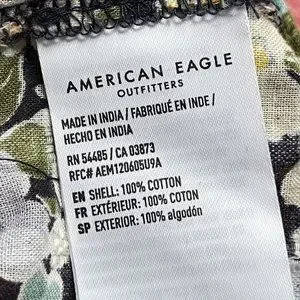 AMERICAN EAGLE
OUTFITTERS
MADE IN INDIA / FABRIQUÉ EN INDE /
HECHO EN INDIA
RN 54485 / CA 03873
RFC# AEM120605U9A
EN SHELL: 100% COTTON
FR EXTÉRIEUR: 100% COTON
SP EXTERIOR: 100% algodón